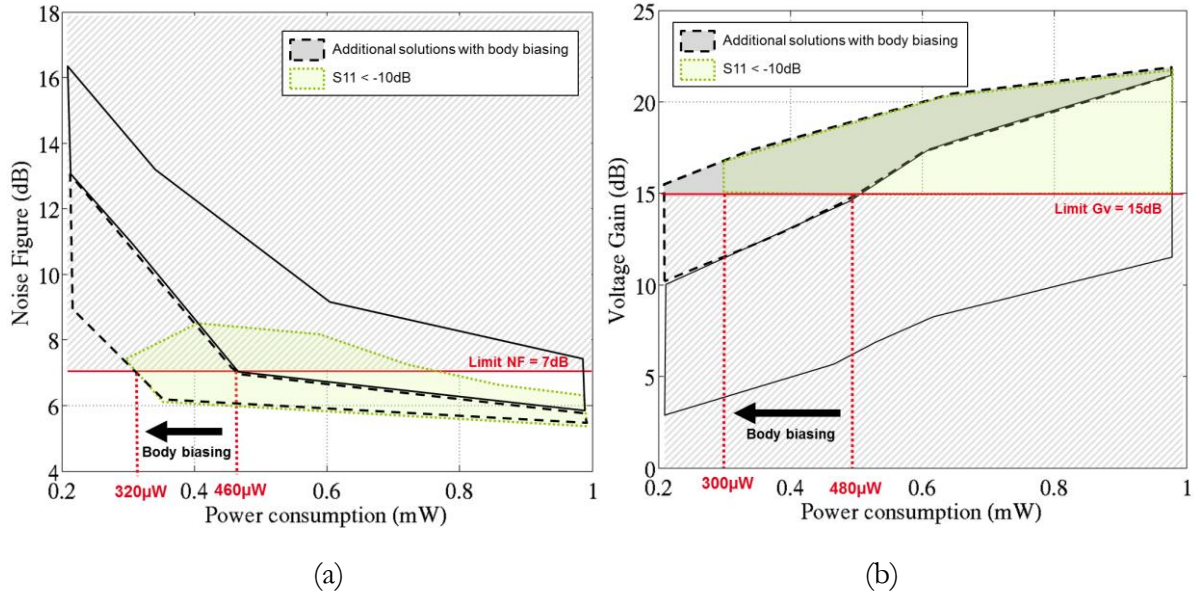 Additional solutions with body biasing
S11 < -10dB
18
16
14
12
10
8
6
4
Noise Figure (dB)
Limit NF = 7dB
Body biasing
0.2
320µW
0.4
460µW
0.6
0.8
1
Power consumption (mW)
(a)
Additional solutions with body biasing
S11 < -10dB
25
20
15
10
5
0
Voltage Gain (dB)
Limit Gv = 15dB
Body biasing
0.2
300µW
0.4
480µW
0.6
0.8
1
Power consumption (mW)
(b)